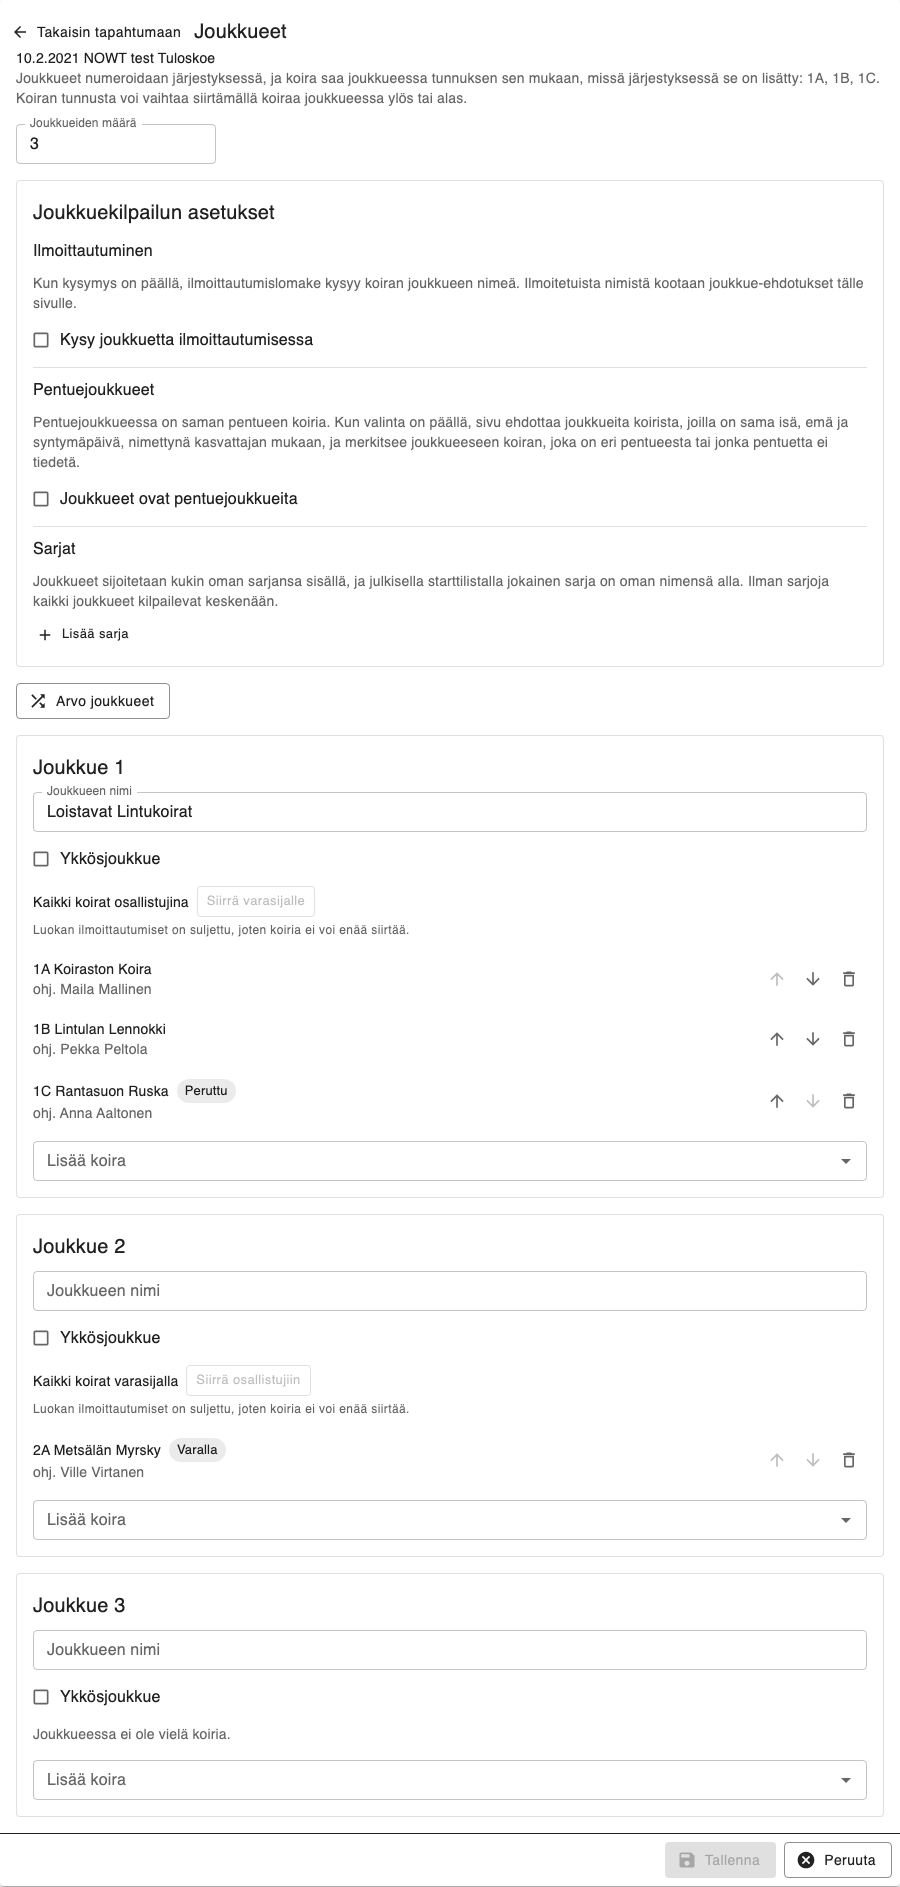 Takaisin tapahtumaan Joukkueet
10.2.2021 NOWT test Tuloskoe
Joukkueet numeroidaan järjestyksessä, ja koira saa joukkueessa tunnuksen sen mukaan, missä järjestyksessä se on lisätty: 1A, 1B, 1C.
Koiran tunnusta voi vaihtaa siirtämällä koiraa joukkueessa ylös tai alas.
Joukkueiden määrä
3
Joukkuekilpailun asetukset
Ilmoittautuminen
Kun kysymys on päällä, ilmoittautumislomake kysyy koiran joukkueen nimeä. Ilmoitetuista nimistä kootaan joukkue-ehdotukset tälle
sivulle.
Kysy joukkuetta ilmoittautumisessa
Pentuejoukkueet
Pentuejoukkueessa on saman pentueen koiria. Kun valinta on päällä, sivu ehdottaa joukkueita koirista, joilla on sama isä, emä ja
syntymäpäivä, nimettynä kasvattajan mukaan, ja merkitsee joukkueeseen koiran, joka on eri pentueesta tai jonka pentuetta ei
tiedetä.
Joukkueet ovat pentuejoukkueita
Sarjat
Joukkueet sijoitetaan kukin oman sarjansa sisällä, ja julkisella starttilistalla jokainen sarja on oman nimensä alla. Ilman sarjoja
kaikki joukkueet kilpailevat keskenään.
Lisää sarja
Arvo joukkueet
Joukkue 1
Joukkueen nimi
Loistavat Lintukoirat
Ykkösjoukkue
Kaikki koirat osallistujina Siirrä varasijalle
Luokan ilmoittautumiset on suljettu, joten koiria ei voi enää siirtää.
1A Koiraston Koira
ohj. Maila Mallinen
1B Lintulan Lennokki
ohj. Pekka Peltola
1C Rantasuon Ruska Peruttu
ohj. Anna Aaltonen
Lisää koira
Joukkue 2
Joukkueen nimi
Ykkösjoukkue
Kaikki koirat varasijalla Siirrä osallistujiin
Luokan ilmoittautumiset on suljettu, joten koiria ei voi enää siirtää.
2A Metsälän Myrsky Varalla
ohj. Ville Virtanen
Lisää koira
Joukkue 3
Joukkueen nimi
Ykkösjoukkue
Joukkueessa ei ole vielä koiria.
Lisää koira
Tallenna Peruuta